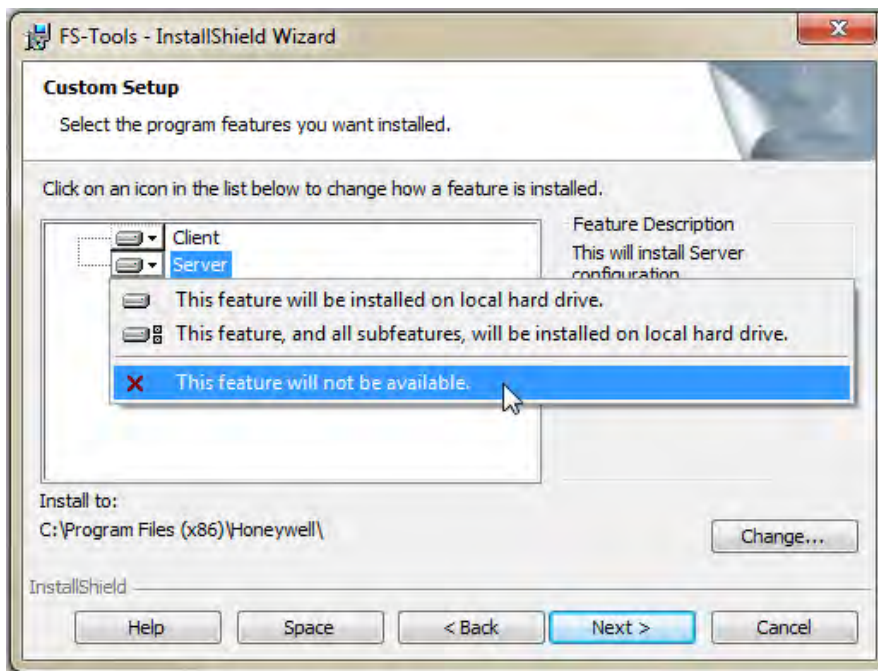 FS-Tools - InstallShield Wizard
Custom Setup
Select the program features you want installed.
Click on an icon in the list below to change how a feature is installed.
Client
Server
Feature Description
This will install Server
configuration
This feature will be installed on local hard drive.
This feature, and all subfeatures, will be installed on local hard drive.
This feature will not be available.
Install to:
C:\Program Files (x86)\Honeywell\
Change...
InstallShield
Help
Space
< Back
Next >
Cancel